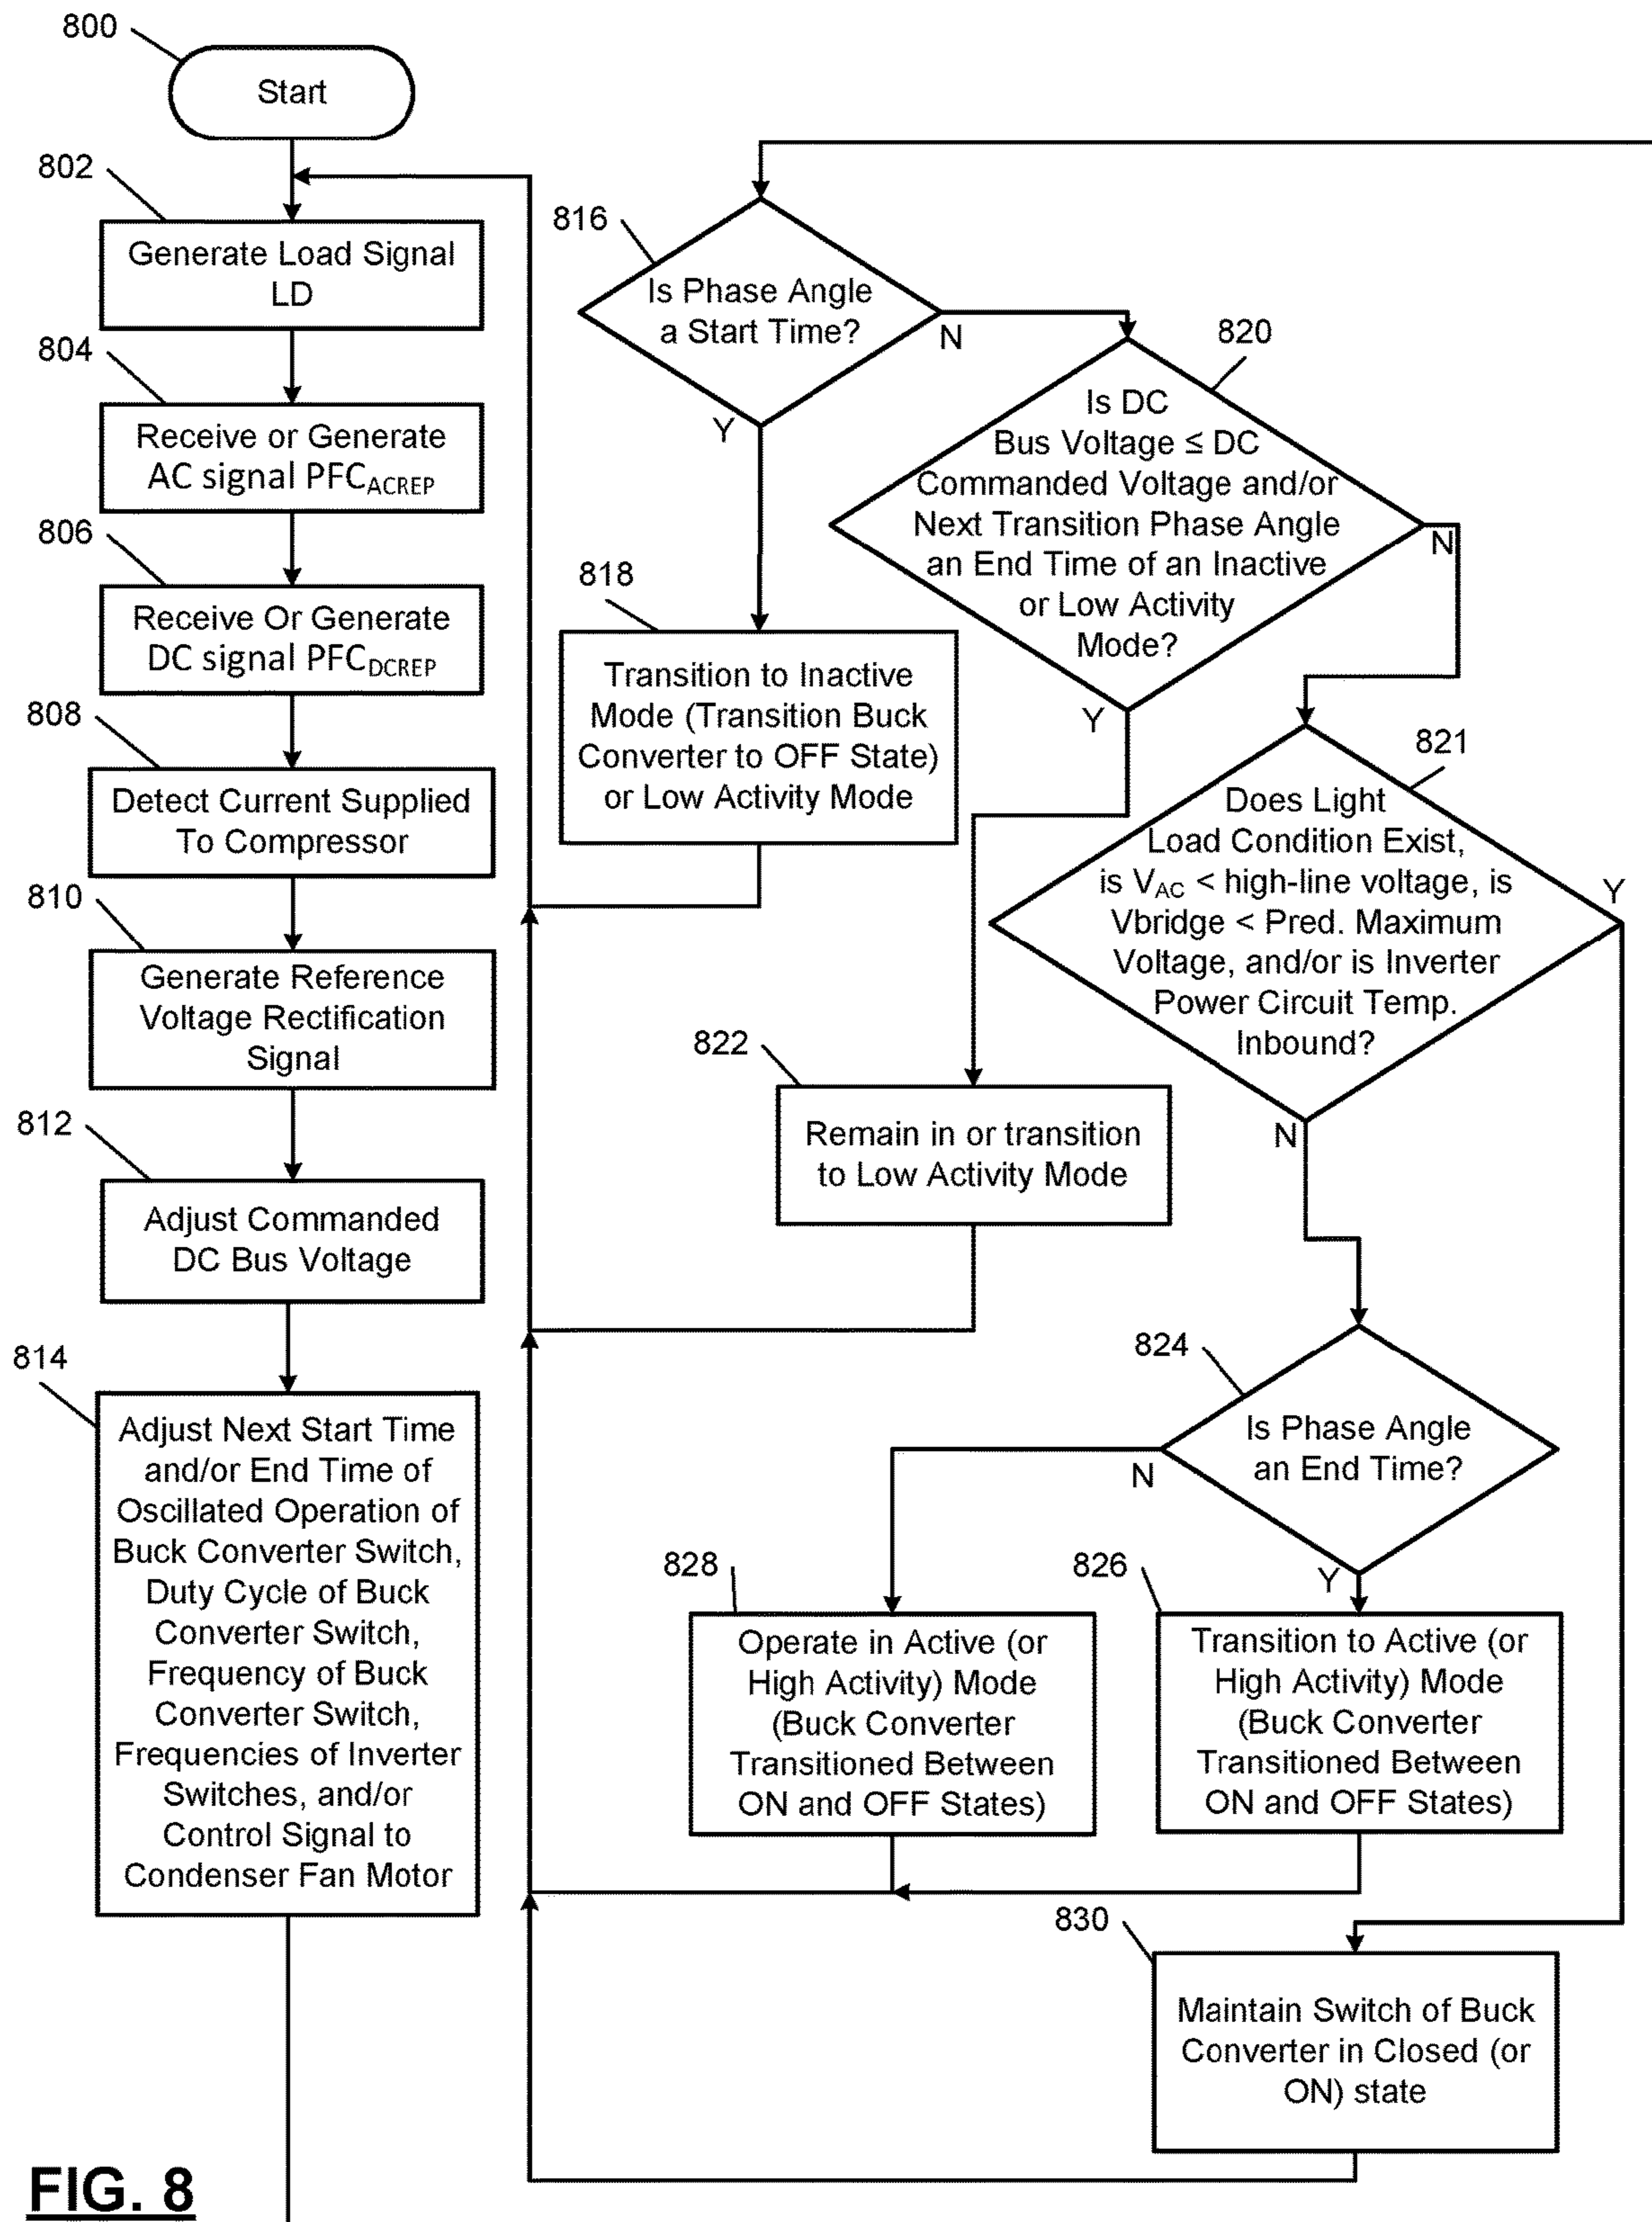 800
Start
802
Generate Load Signal
LD
804
Receive or Generate
AC signal PFCACREP
806
Receive Or Generate
DC signal PFCDCREP
808
Detect Current Supplied
To Compressor
810
Generate Reference
Voltage Rectification
Signal
812
Adjust Commanded
DC Bus Voltage
814
Adjust Next Start Time
and/or End Time of
Oscillated Operation of
Buck Converter Switch,
Duty Cycle of Buck
Converter Switch,
Frequency of Buck
Converter Switch,
Frequencies of Inverter
Switches, and/or
Control Signal to
Condenser Fan Motor
816
Is Phase Angle
a Start Time?
N
Y
818
Transition to Inactive
Mode (Transition Buck
Converter to OFF State)
or Low Activity Mode
820
Is DC
Bus Voltage ≤ DC
Commanded Voltage and/or
Next Transition Phase Angle
an End Time of an Inactive
or Low Activity
Mode?
N
Y
821
Does Light
Load Condition Exist,
is VAC < high-line voltage, is
Vbridge < Pred. Maximum
Voltage, and/or is Inverter
Power Circuit Temp.
Inbound?
Y
N
822
Remain in or transition
to Low Activity Mode
824
Is Phase Angle
an End Time?
N
Y
828
Operate in Active (or
High Activity) Mode
(Buck Converter
Transitioned Between
ON and OFF States)
826
Transition to Active (or
High Activity) Mode
(Buck Converter
Transitioned Between
ON and OFF States)
830
Maintain Switch of Buck
Converter in Closed (or
ON) state
FIG. 8